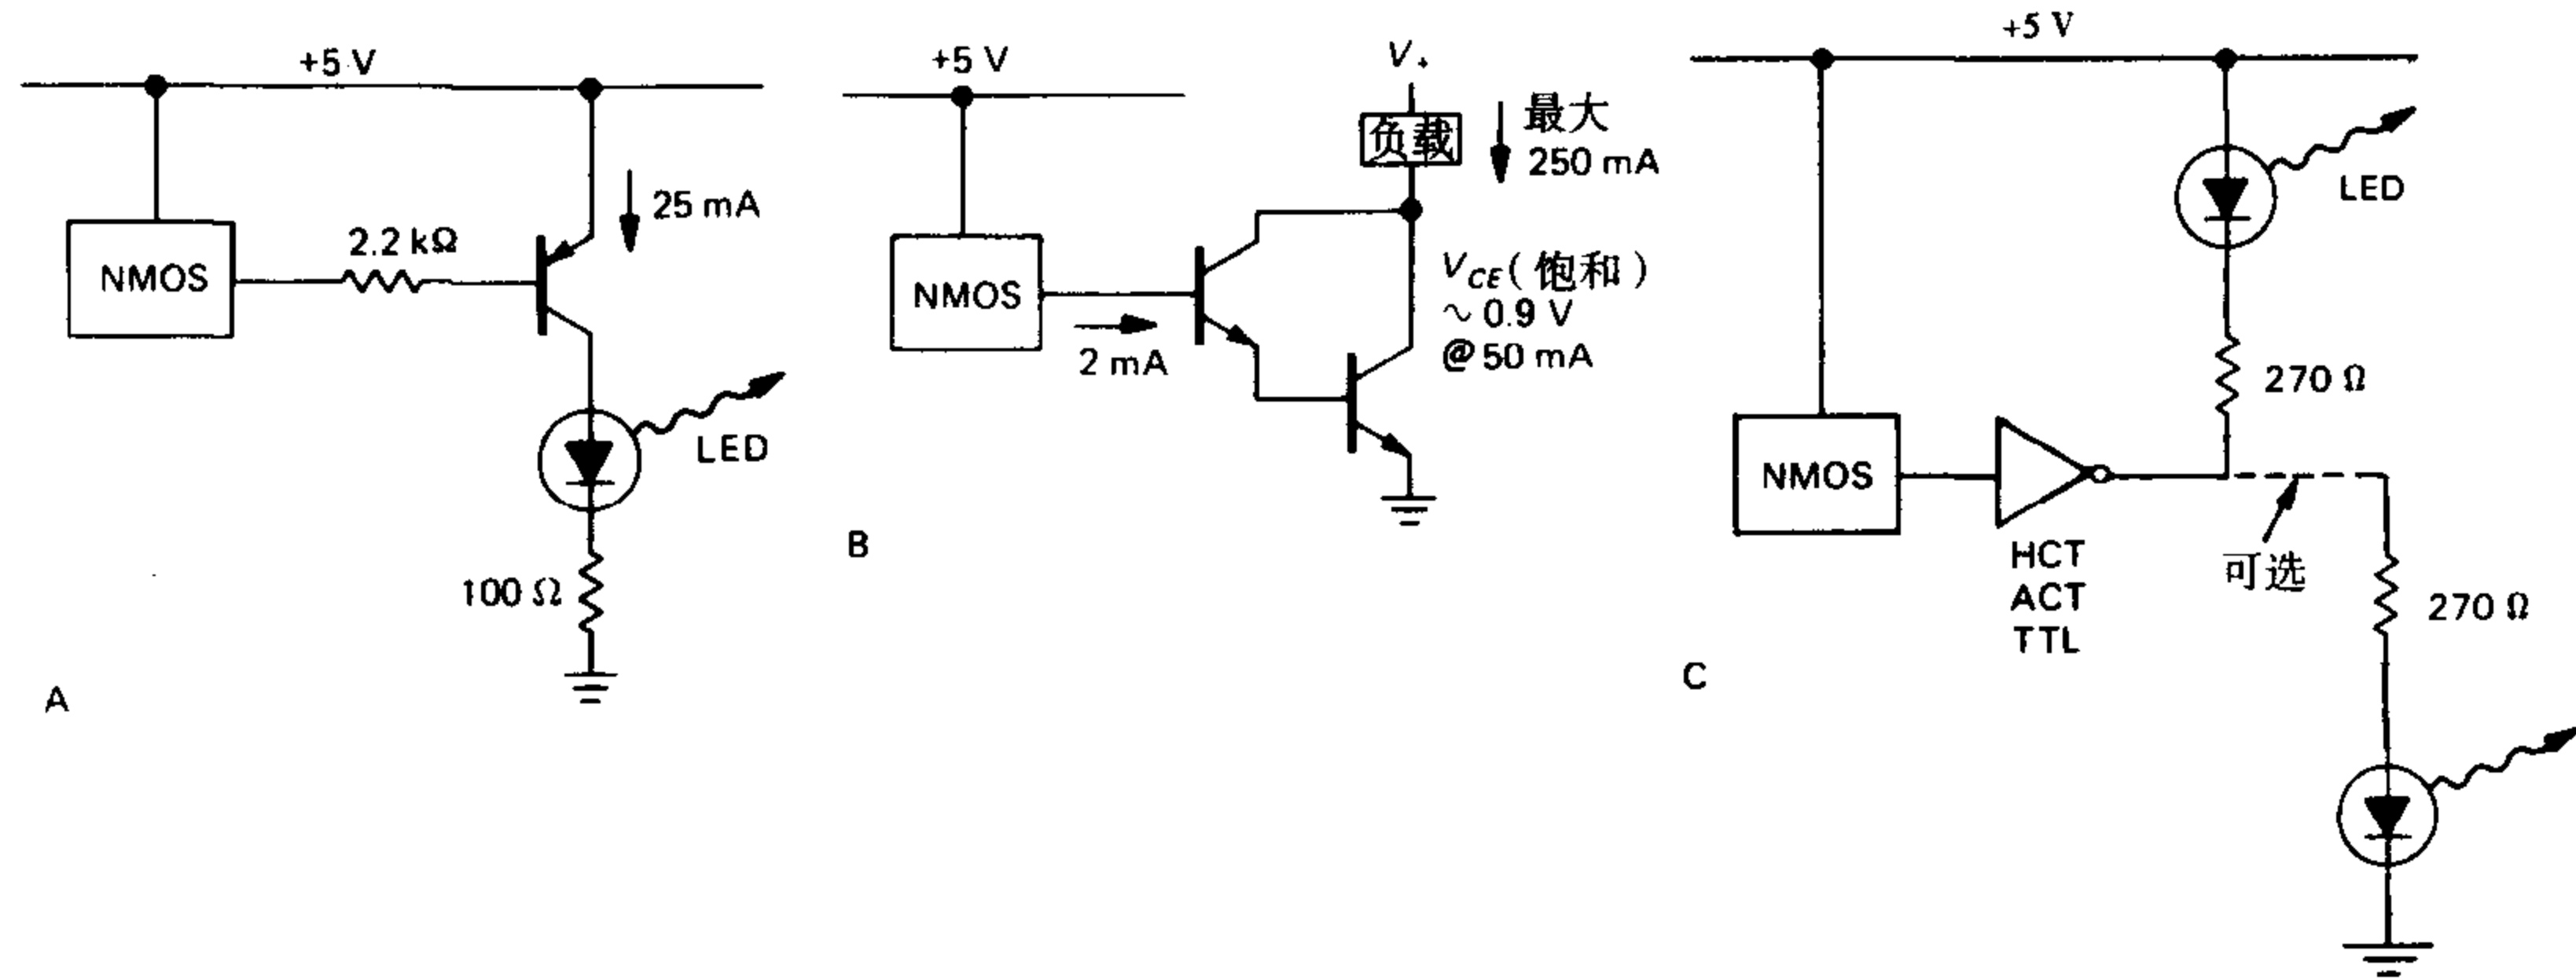 +5 V
NMOS
2.2 kΩ
25 mA
LED
100 Ω
A
+5 V
V+
负载
最大
250 mA
NMOS
2 mA
VCE(饱和)
~ 0.9 V
@ 50 mA
B
+5 V
LED
270 Ω
NMOS
HCT
ACT
TTL
可选
270 Ω
C